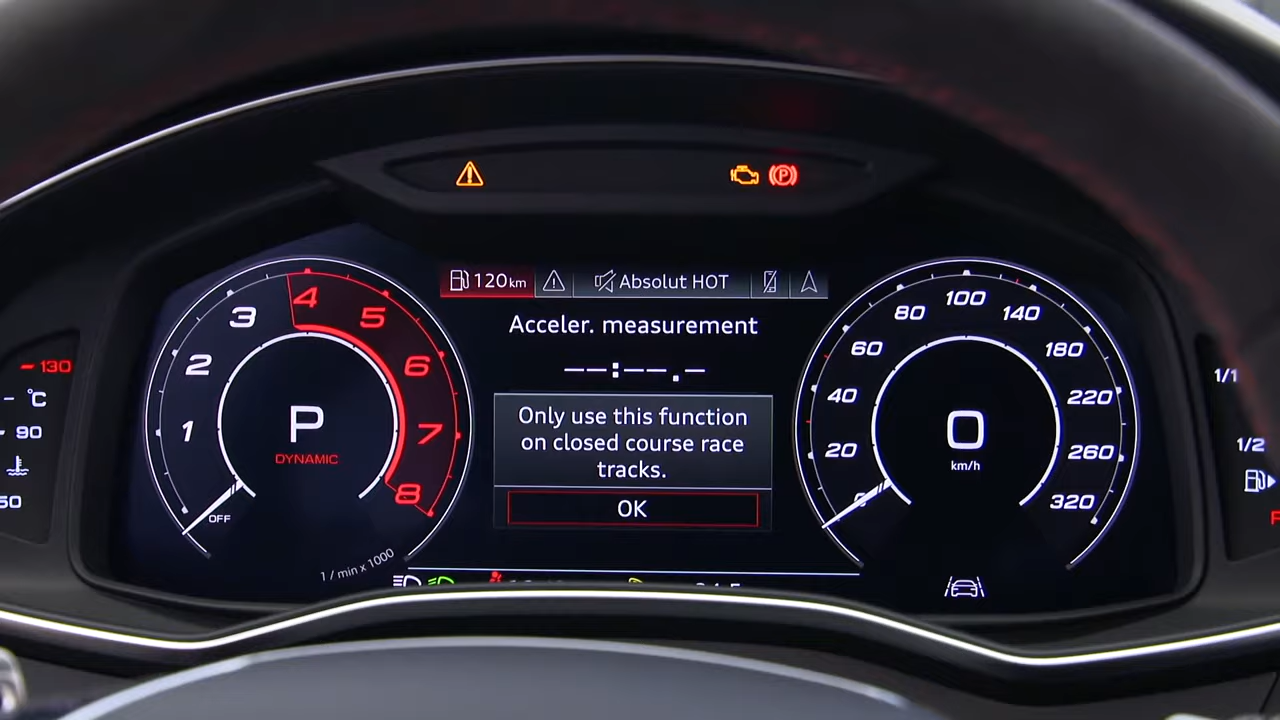 120 km
Absolut HOT
Acceler. measurement
--:--.-
Only use this function
on closed course race
tracks.
OK
1
2
3
4
5
6
7
8
P
DYNAMIC
OFF
1 / min x 1000
0
20
40
60
80
100
140
180
220
260
320
0
km/h
130
°C
90
50
1/1
1/2
P